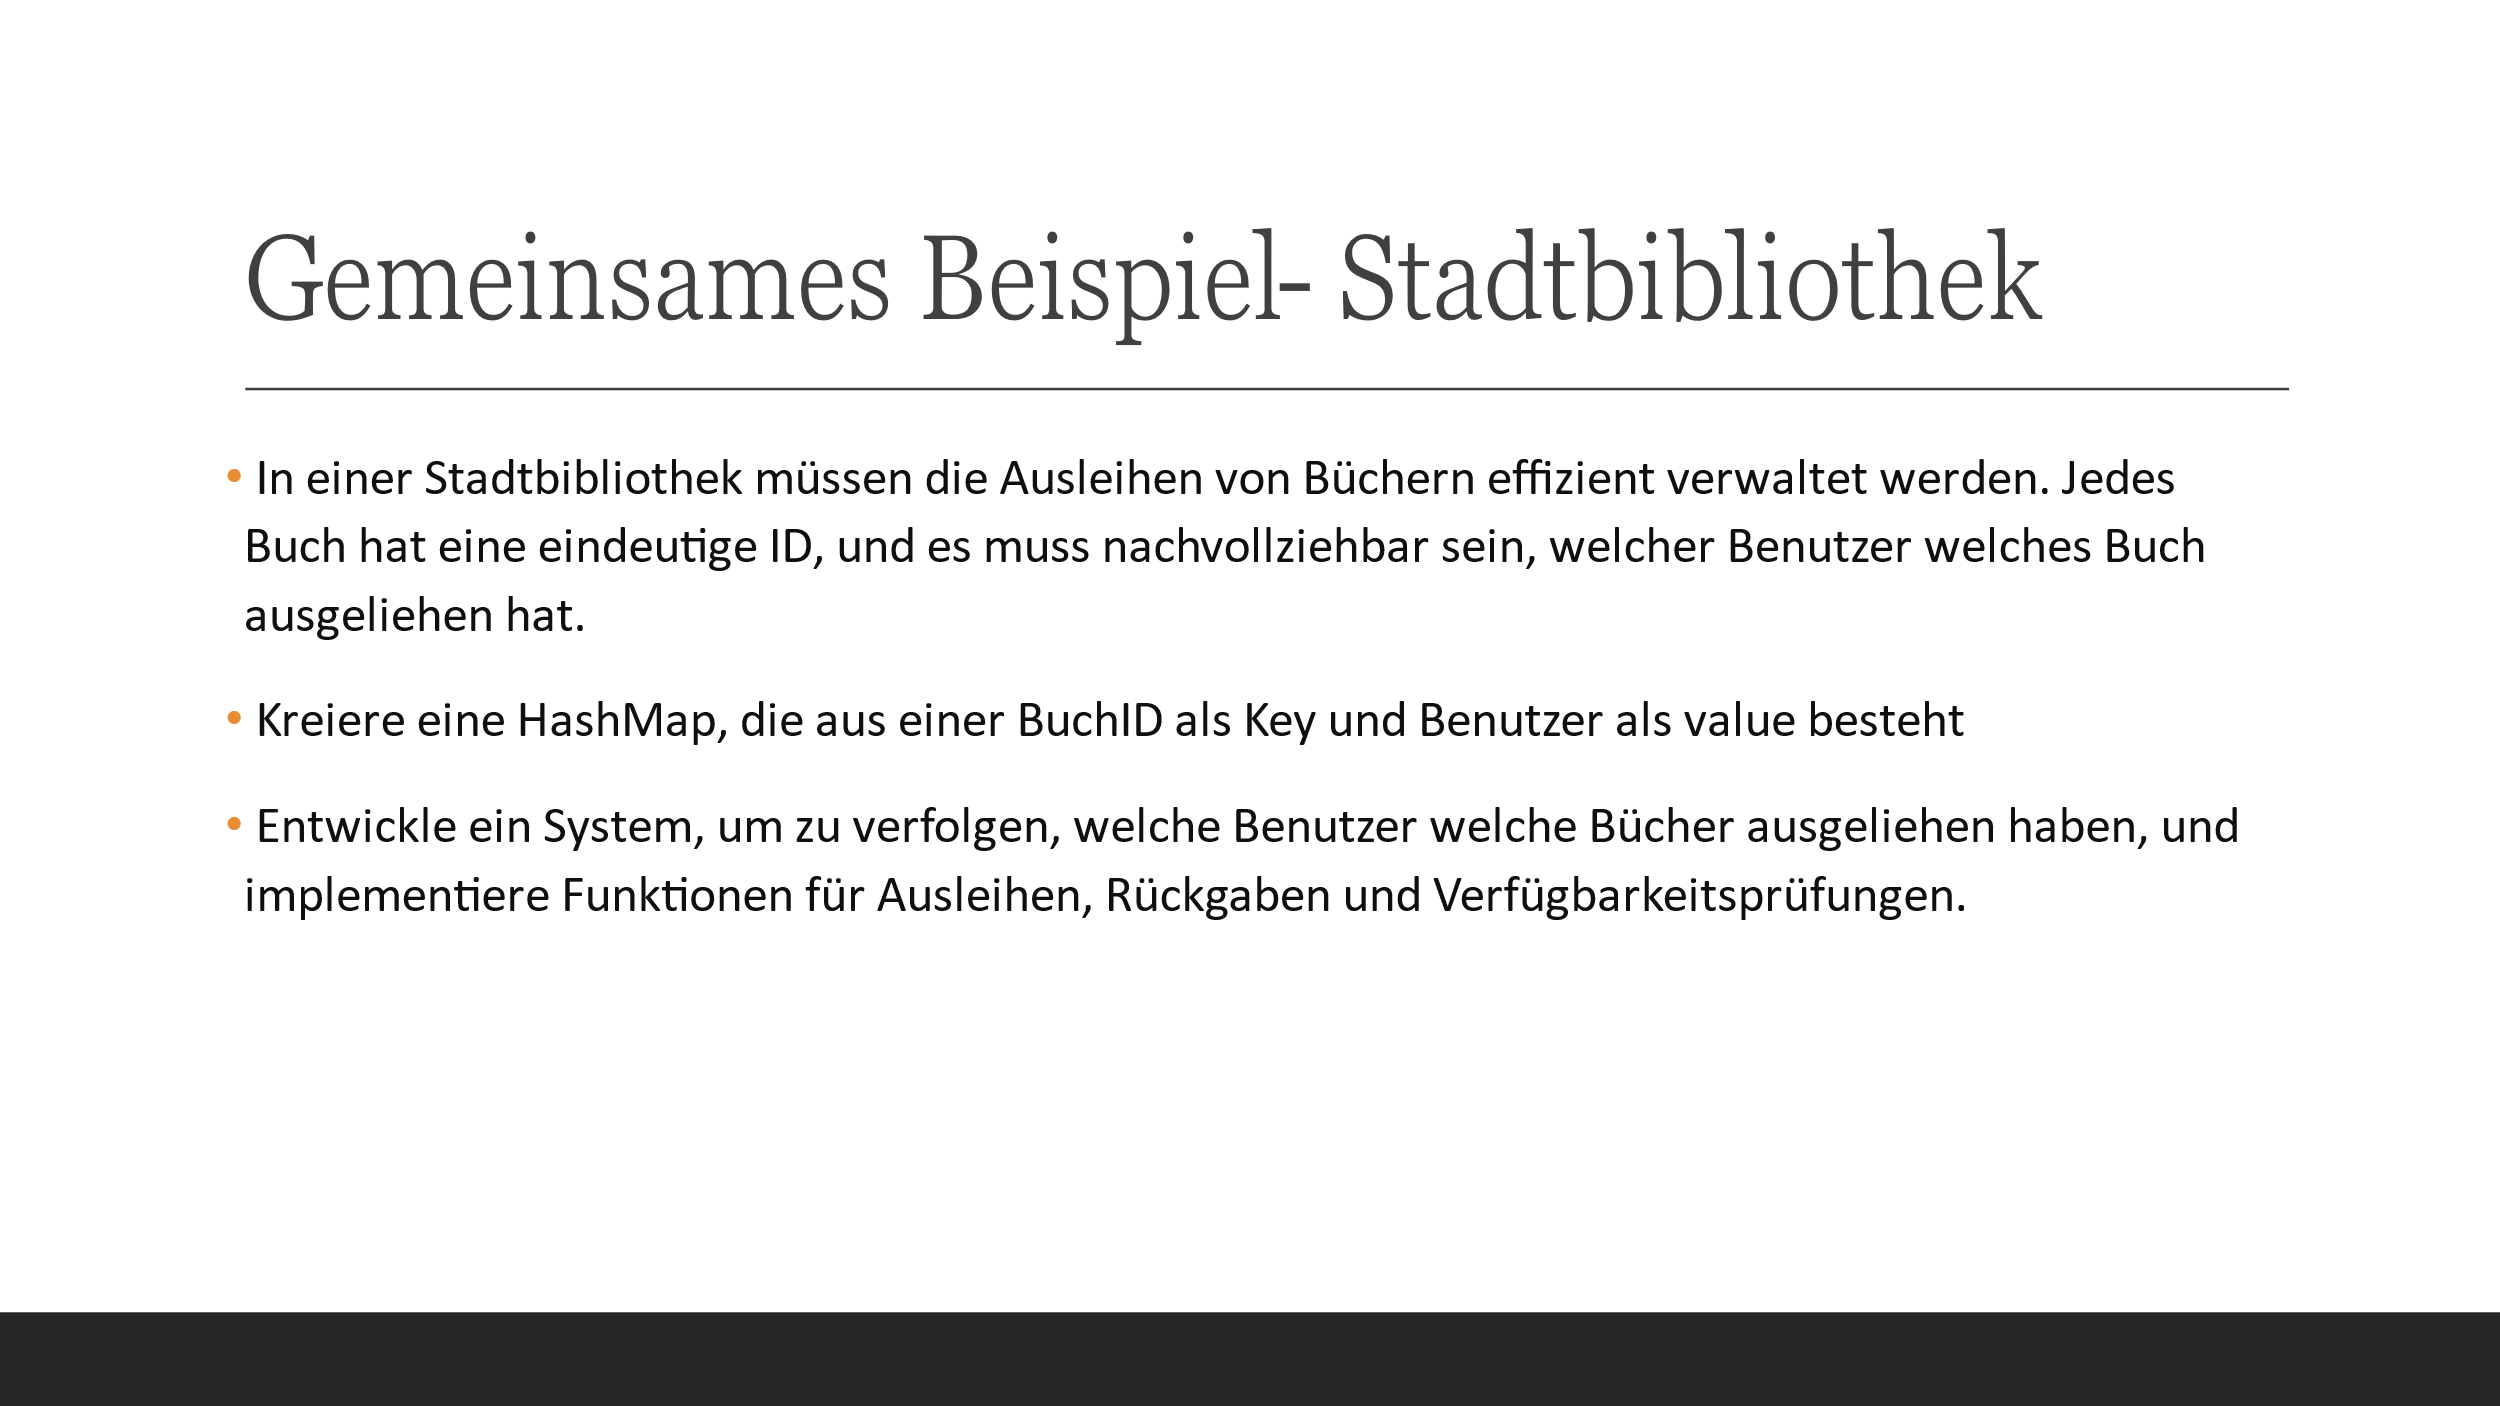 Gemeinsames Beispiel- Stadtbibliothek
• In einer Stadtbibliothek müssen die Ausleihen von Büchern effizient verwaltet werden. Jedes
Buch hat eine eindeutige ID, und es muss nachvollziehbar sein, welcher Benutzer welches Buch
ausgeliehen hat.
• Kreiere eine HashMap, die aus einer BuchID als Key und Benutzer als value besteht
• Entwickle ein System, um zu verfolgen, welche Benutzer welche Bücher ausgeliehen haben, und
implementiere Funktionen für Ausleihen, Rückgaben und Verfügbarkeitsprüfungen.